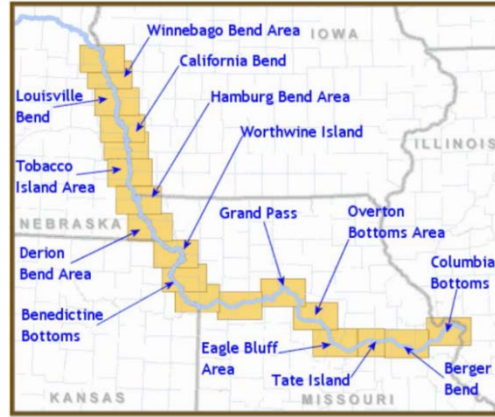 Winnebago Bend Area
IOWA
California Bend
Louisville
Bend
Hamburg Bend Area
Worthwine Island
ILLINOIS
Tobacco
Island Area
Grand Pass
Overton
Bottoms Area
NEBRASKA
Derion
Bend Area
Columbia
Bottoms
Benedictine
Bottoms
Eagle Bluff
Area
Tate Island
Berger
Bend
KANSAS
MISSOURI